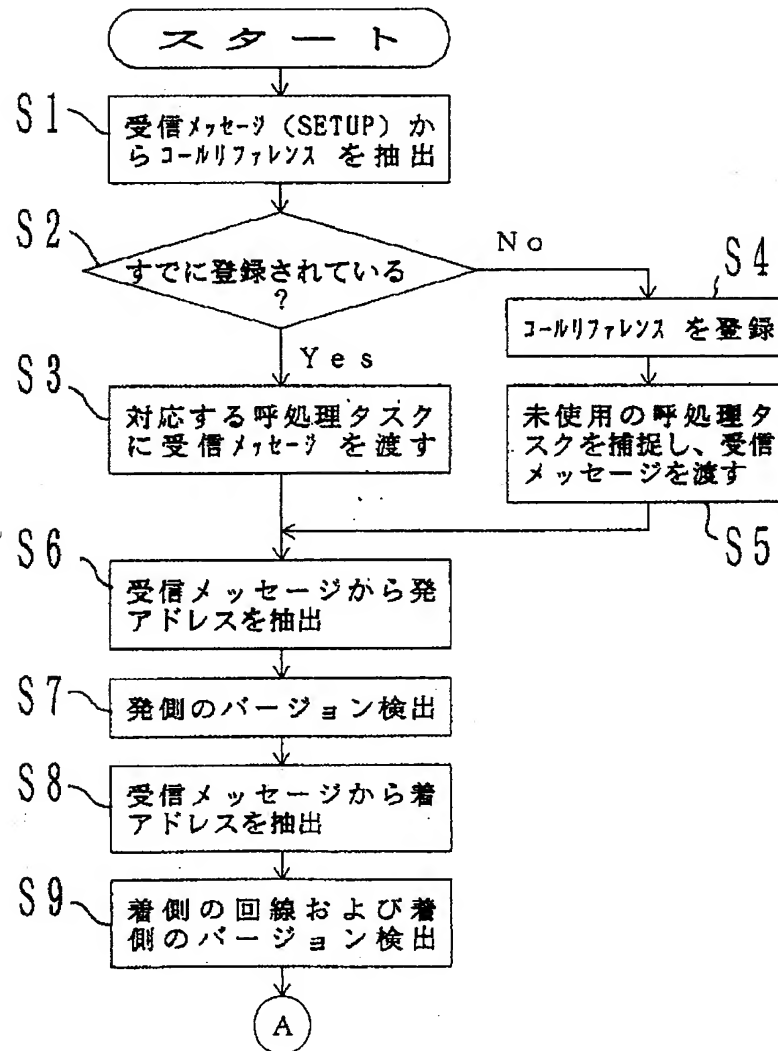 スタート
S1
受信メッセージ（SETUP）か
らコールリファレンス を抽出
S2
すでに登録されている
?
No
Yes
S3
対応する呼処理タスク
に受信メッセージ を渡す
S4
コールリファレンス を登録
未使用の呼処理タ
スクを捕捉し、受信
メッセージを渡す
S5
S6
受信メッセージから発
アドレスを抽出
S7
発側のバージョン検出
S8
受信メッセージから着
アドレスを抽出
S9
着側の回線および着
側のバージョン検出
A